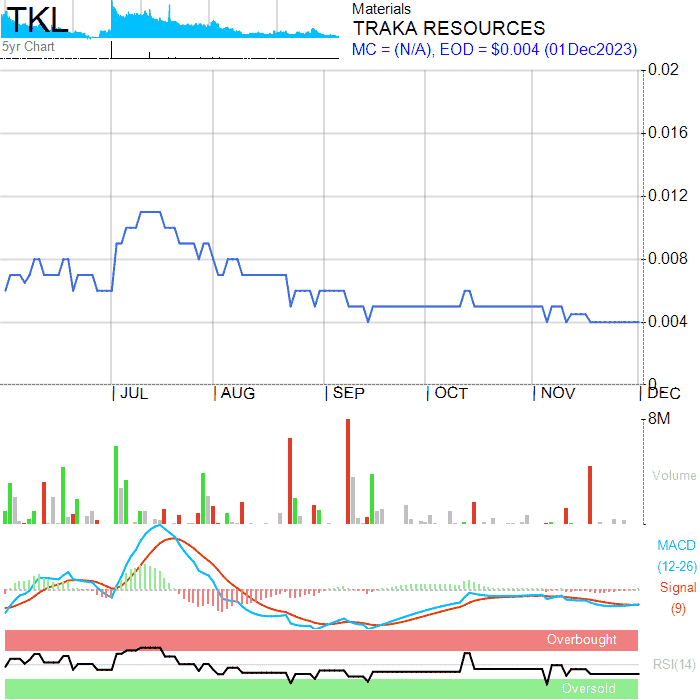 TKL
5yr Chart
Materials
TRAKA RESOURCES
MC = (N/A), EOD = $0.004 (01Dec2023)
0.02
0.016
0.012
0.008
0.004
0
JUL AUG SEP OCT NOV DEC
8M
Volume
MACD
(12-26)
Signal
(9)
Overbought
RSI(14)
Oversold